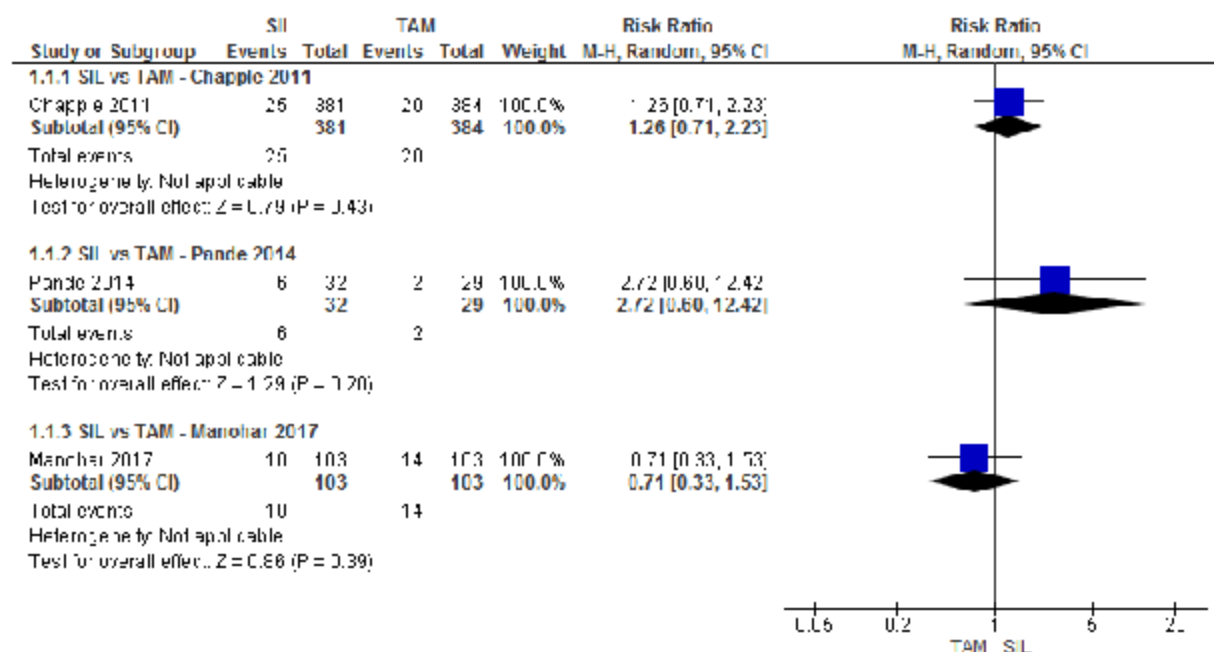 SIL TAM Risk Ratio Risk Ratio
Study or Subgroup Events Total Events Total Weight M-H, Random, 95% CI M-H, Random, 95% CI
1.1.1 SIL vs TAM - Chapple 2011
Chapple 2011 25 381 20 384 100.0% 1.26 [0.71, 2.23]
Subtotal (95% CI) 381 384 100.0% 1.26 [0.71, 2.23]
Total events 25 20
Heterogeneity: Not applicable
Test for overall effect: Z = 0.79 (P = 0.43)
1.1.2 SIL vs TAM - Pande 2014
Pande 2014 6 32 2 29 100.0% 2.72 [0.60, 12.42]
Subtotal (95% CI) 32 29 100.0% 2.72 [0.60, 12.42]
Total events 6 2
Heterogeneity: Not applicable
Test for overall effect: Z = 1.29 (P = 0.20)
1.1.3 SIL vs TAM - Manohar 2017
Manohar 2017 10 103 14 103 100.0% 0.71 [0.33, 1.53]
Subtotal (95% CI) 103 103 100.0% 0.71 [0.33, 1.53]
Total events 10 14
Heterogeneity: Not applicable
Test for overall effect: Z = 0.86 (P = 0.39)
0.05 0.2 1 5 20
TAM SIL